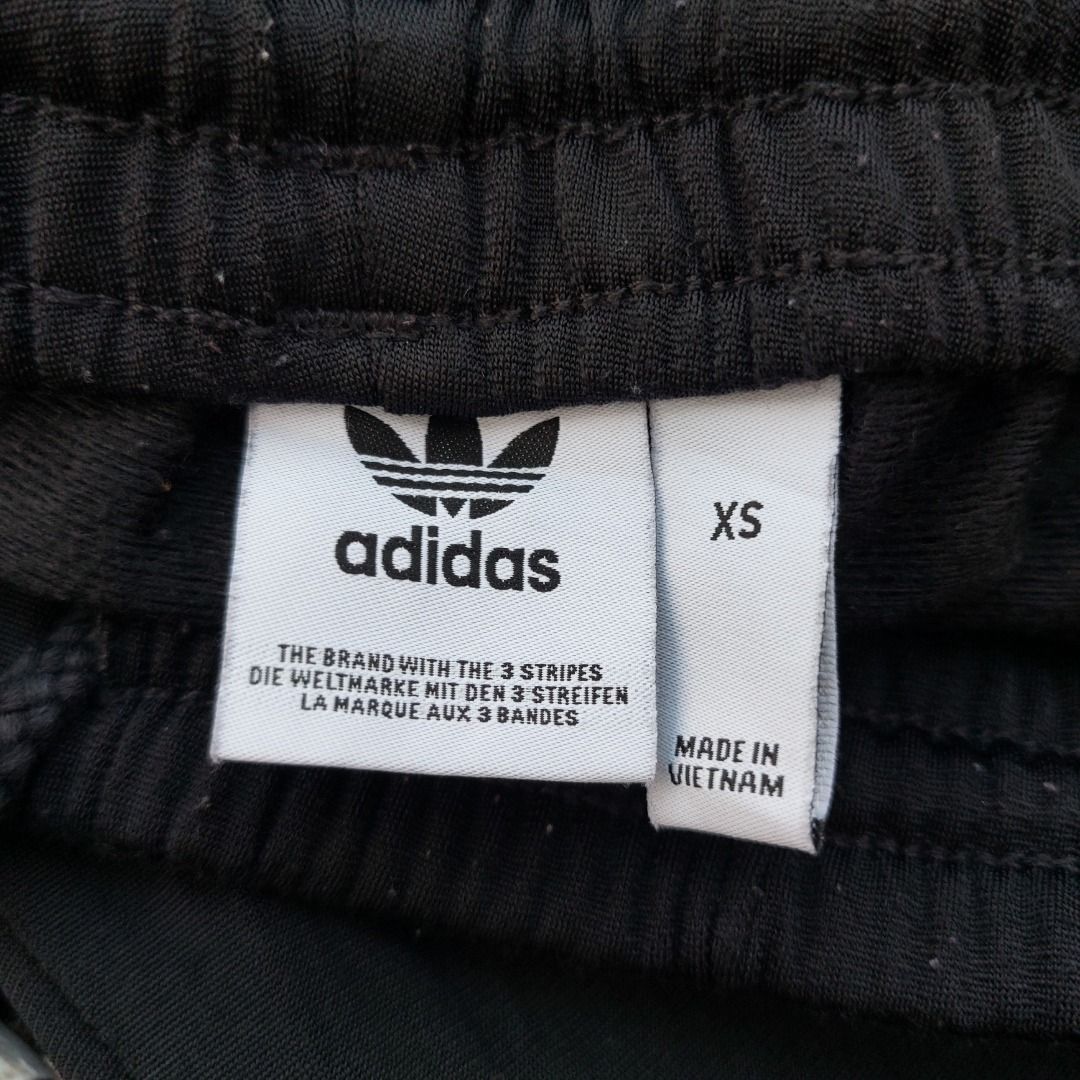 adidas
THE BRAND WITH THE 3 STRIPES
DIE WELTMARKE MIT DEN 3 STREIFEN
LA MARQUE AUX 3 BANDES
XS
MADE IN
VIETNAM